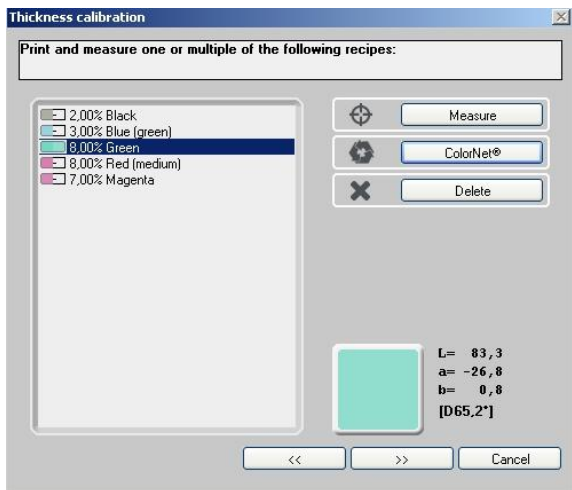 Thickness calibration
Print and measure one or multiple of the following recipes:
2,00% Black
3,00% Blue (green)
8,00% Green
8,00% Red (medium)
7,00% Magenta
Measure
ColorNet®
Delete
L= 83,3
a= -26,8
b= 0,8
[D65,2°]
<< >> Cancel